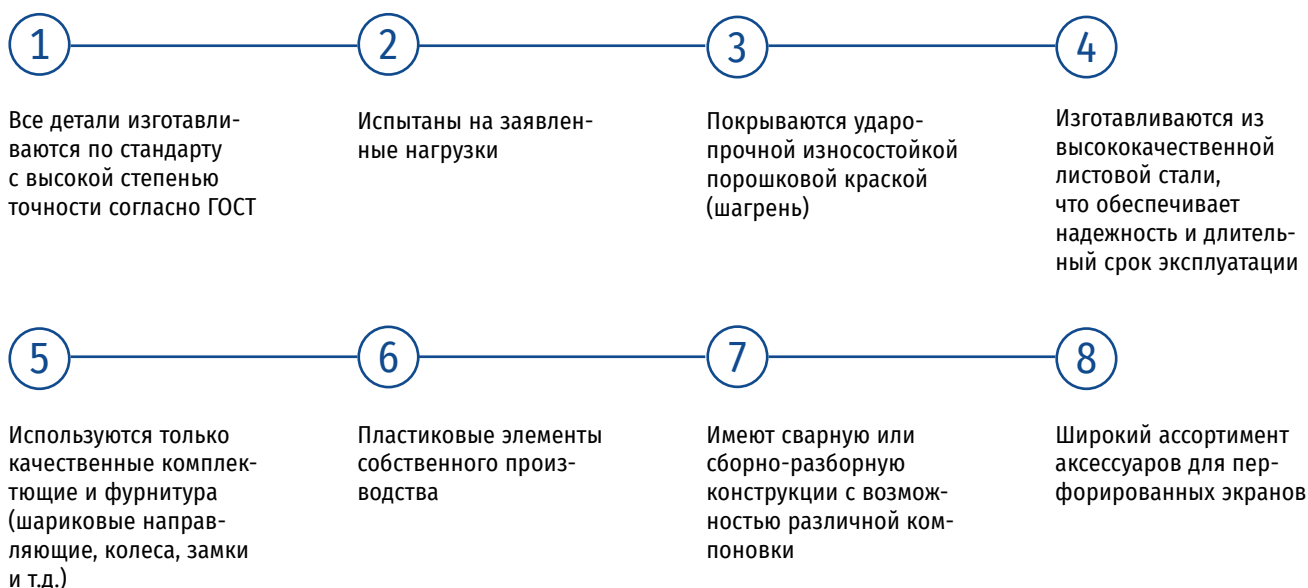 1
2
3
4
Все детали изготавли-
ваются по стандарту
с высокой степенью
точности согласно ГОСТ
Испытаны на заявлен-
ные нагрузки
Покрываются ударо-
прочной износостойкой
порошковой краской
(шагрень)
Изготавливаются из
высококачественной
листовой стали,
что обеспечивает
надежность и длитель-
ный срок эксплуатации
5
6
7
8
Используются только
качественные комплек-
тющие и фурнитура
(шариковые направ-
ляющие, колеса, замки
и т.д.)
Пластиковые элементы
собственного произ-
водства
Имеют сварную или
сборно-разборную
конструкции с возмож-
ностью различной ком-
поновки
Широкий ассортимент
аксессуаров для пер-
форированных экранов